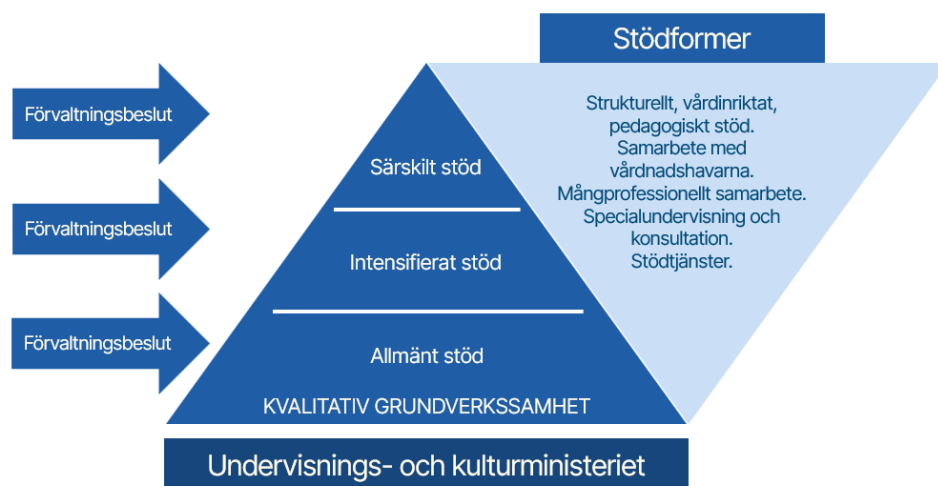 Stödformer
Förvaltningsbeslut
Förvaltningsbeslut
Förvaltningsbeslut
Särskilt stöd
Intensifierat stöd
Allmänt stöd
KVALITATIV GRUNDVERKSSAMHET
Strukturellt, vårdinriktat,
pedagogiskt stöd.
Samarbete med
vårdnadshavarna.
Mångprofessionellt samarbete.
Specialundervisning och
konsultation.
Stödtjänster.
Undervisnings- och kulturministeriet